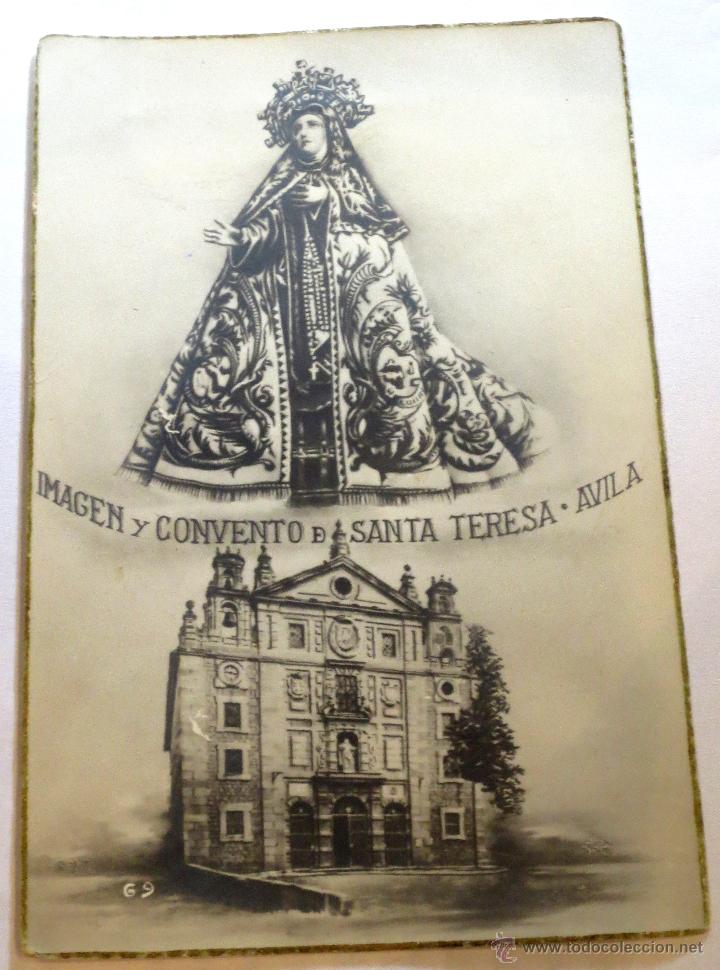 IMAGEN Y CONVENTO D SANTA TERESA · AVILA
69
© www.todocoleccion.net